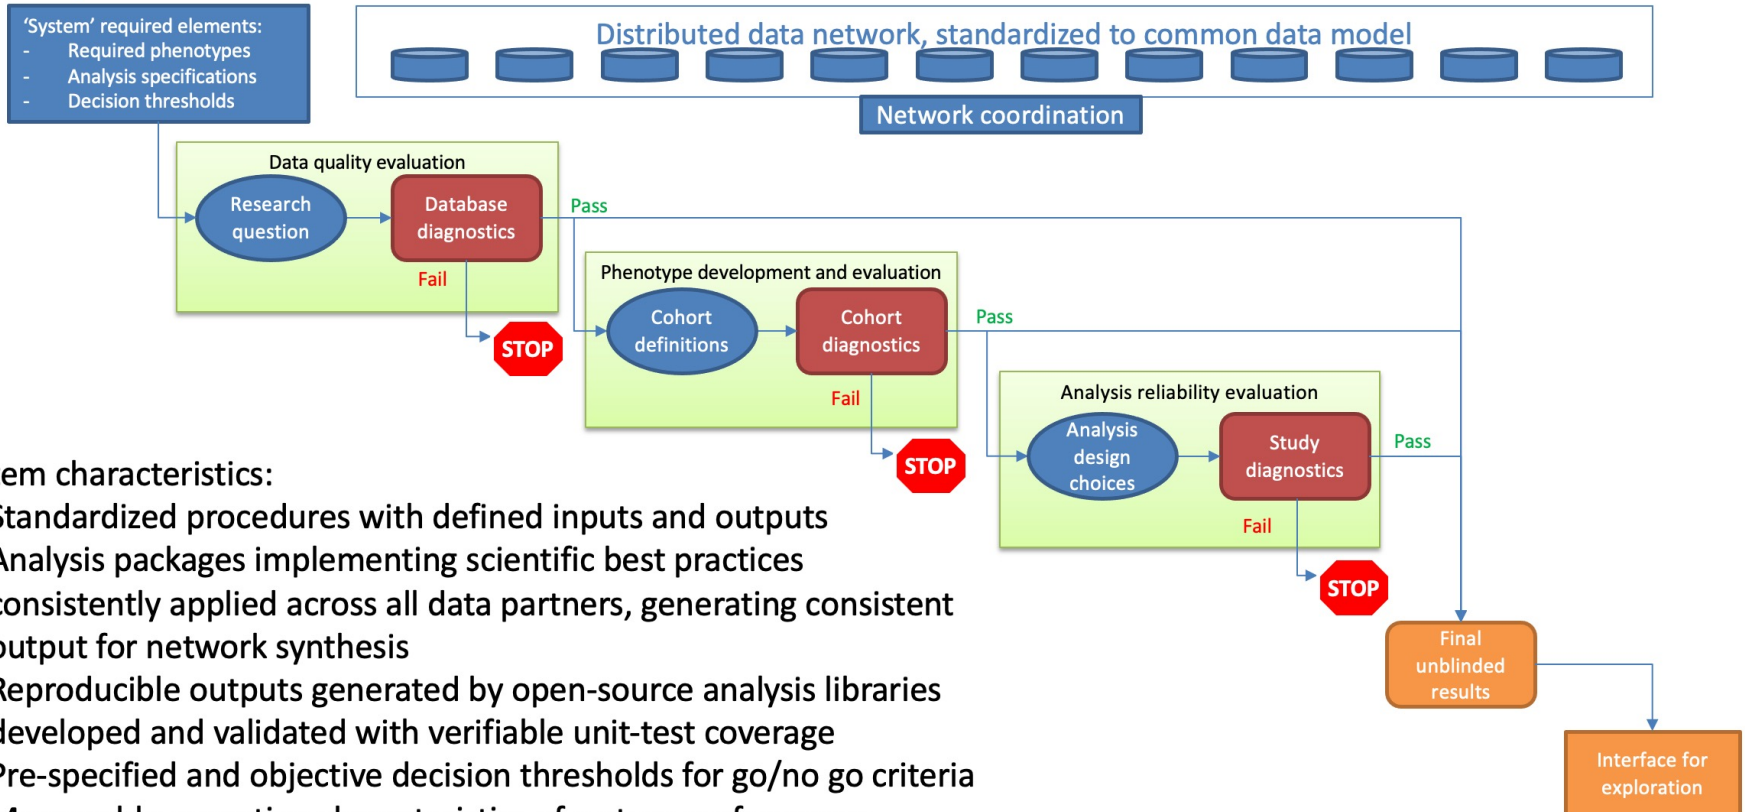 'System' required elements:
- Required phenotypes
- Analysis specifications
- Decision thresholds
Distributed data network, standardized to common data model
Network coordination
Data quality evaluation
Research
question
Database
diagnostics
Pass
Fail
STOP
Phenotype development and evaluation
Cohort
definitions
Cohort
diagnostics
Pass
Fail
STOP
Analysis reliability evaluation
Analysis
design
choices
Study
diagnostics
Pass
Fail
STOP
Final
unblinded
results
Interface for
exploration
tem characteristics:
Standardized procedures with defined inputs and outputs
Analysis packages implementing scientific best practices
consistently applied across all data partners, generating consistent
output for network synthesis
Reproducible outputs generated by open-source analysis libraries
developed and validated with verifiable unit-test coverage
Pre-specified and objective decision thresholds for go/no go criteria